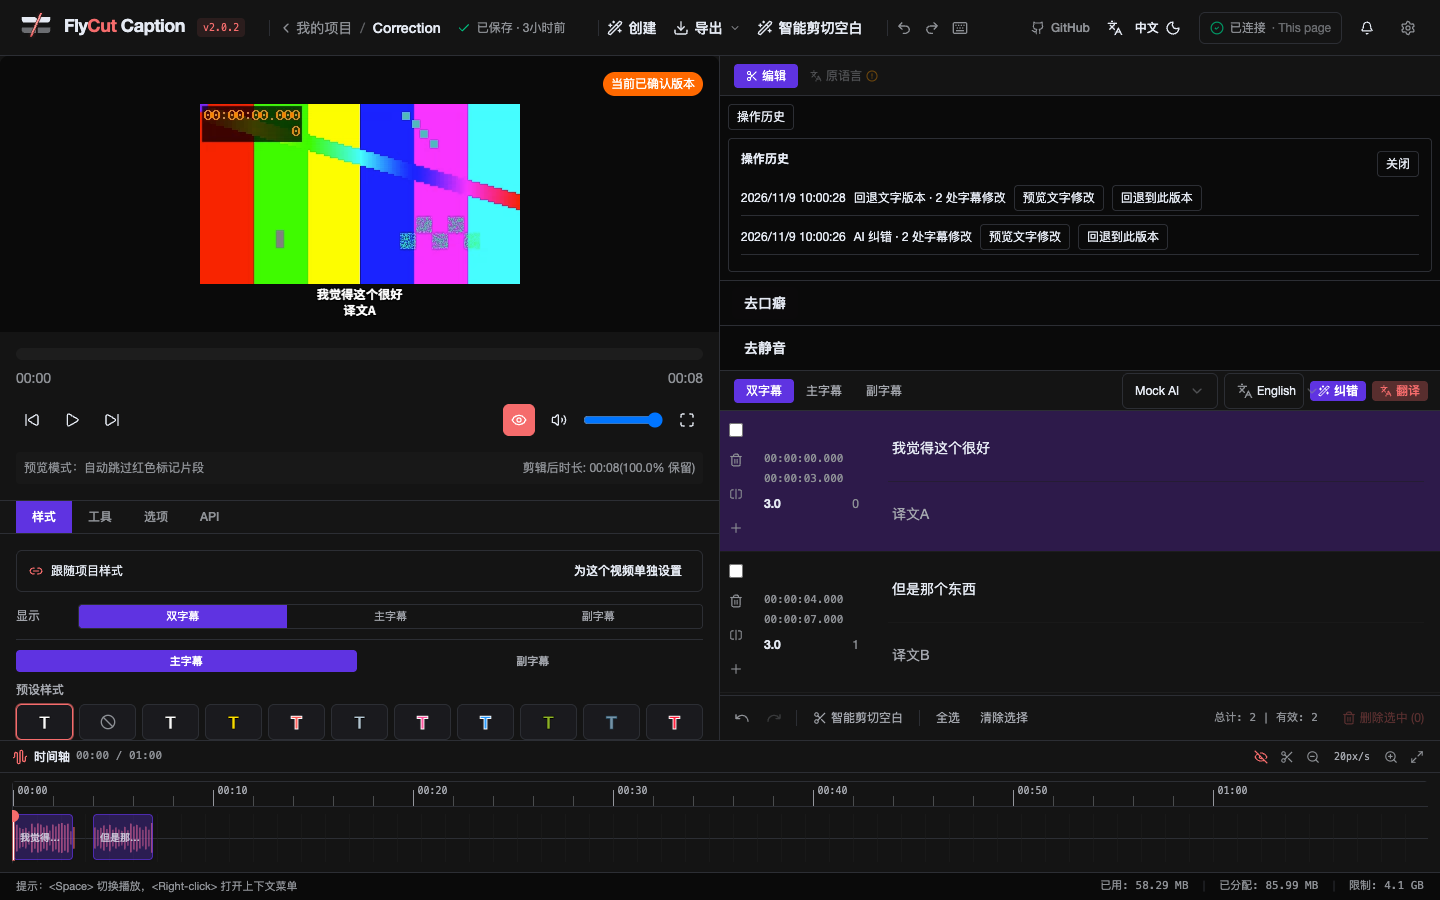 FlyCut Caption v2.0.2 我的项目 / Correction 已保存 · 3小时前 创建 导出 智能剪切空白 GitHub 中文 已连接 · This page
当前已确认版本
00:00:00.000
0
我觉得这个很好
译文A
00:00 00:08
预览模式：自动跳过红色标记片段 剪辑后时长: 00:08(100.0% 保留)
样式 工具 选项 API
跟随项目样式 为这个视频单独设置
显示 双字幕 主字幕 副字幕
主字幕 副字幕
预设样式
T T T T T T T T T T
编辑 原语言
操作历史
操作历史 关闭
2026/11/9 10:00:28 回退文字版本 · 2 处字幕修改 预览文字修改 回退到此版本
2026/11/9 10:00:26 AI 纠错 · 2 处字幕修改 预览文字修改 回退到此版本
去口癖
去静音
双字幕 主字幕 副字幕 Mock AI English 纠错 翻译
00:00:00.000
00:00:03.000
3.0 0
我觉得这个很好
译文A
00:00:04.000
00:00:07.000
3.0 1
但是那个东西
译文B
智能剪切空白 全选 清除选择 总计: 2 | 有效: 2 删除选中 (0)
时间轴 00:00 / 01:00 20px/s
00:00 00:10 00:20 00:30 00:40 00:50 01:00
我觉得... 但是那...
提示: <Space> 切换播放, <Right-click> 打开上下文菜单 已用: 58.29 MB 已分配: 85.99 MB 限制: 4.1 GB